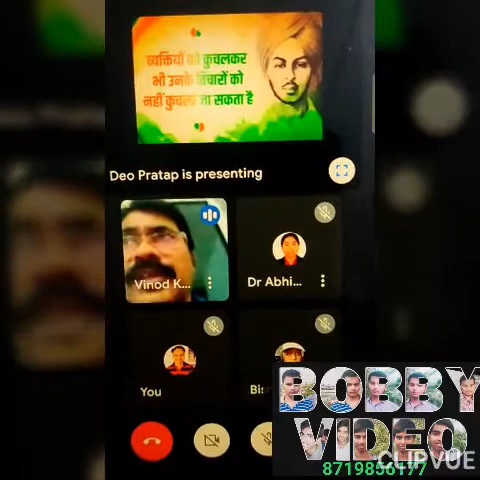 व्यक्तियों को कुचलकर
भी उनके विचारों को
नहीं कुचला जा सकता है
Deo Pratap is presenting
Vinod K...
Dr Abhi...
You
BOBBY
VIDEO
CLIPVUE
8719856177